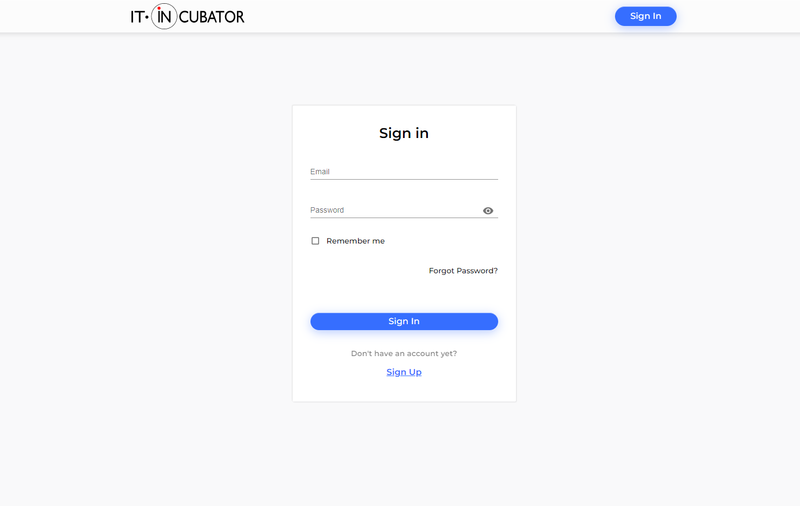 IT·INCUBATOR
Sign In
Sign in
Email
Password
Remember me
Forgot Password?
Sign In
Don't have an account yet?
Sign Up